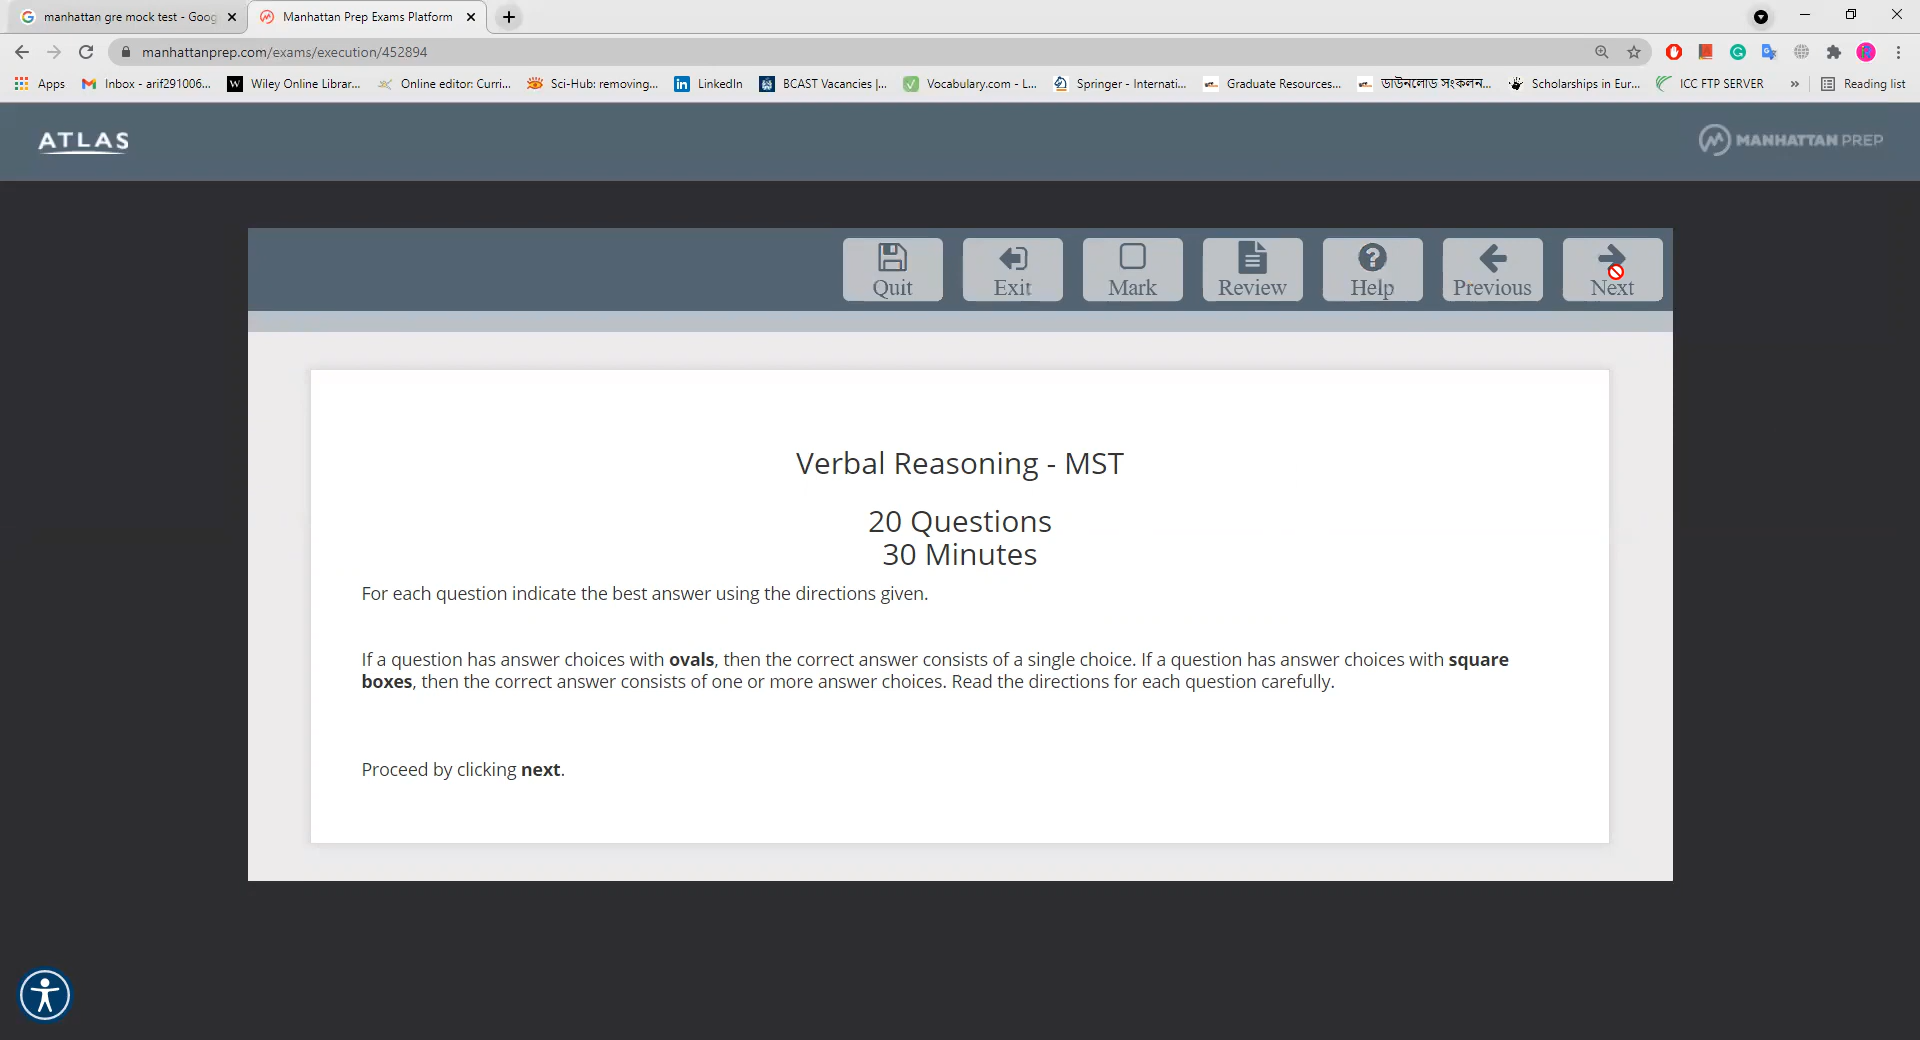 manhattan gre mock test - Goog
Manhattan Prep Exams Platform
manhattanprep.com/exams/execution/452894
Apps
Inbox - arif291006...
Wiley Online Librar...
Online editor: Curri...
Sci-Hub: removing...
LinkedIn
BCAST Vacancies |...
Vocabulary.com - L...
Springer - Internati...
Graduate Resources...
ডাউনলোড সংকলন...
Scholarships in Eur...
ICC FTP SERVER
»
Reading list
ATLAS
MANHATTAN PREP
Quit
Exit
Mark
Review
Help
Previous
Next
Verbal Reasoning - MST
20 Questions
30 Minutes
For each question indicate the best answer using the directions given.
If a question has answer choices with ovals, then the correct answer consists of a single choice. If a question has answer choices with square
boxes, then the correct answer consists of one or more answer choices. Read the directions for each question carefully.
Proceed by clicking next.